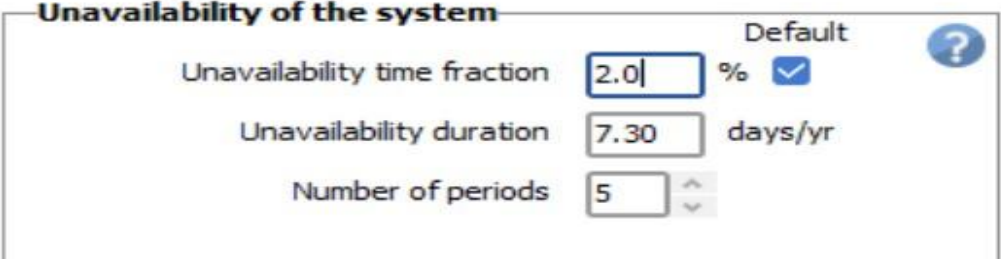 Unavailability of the system
Default
Unavailability time fraction 2.0 %
Unavailability duration 7.30 days/yr
Number of periods 5
?